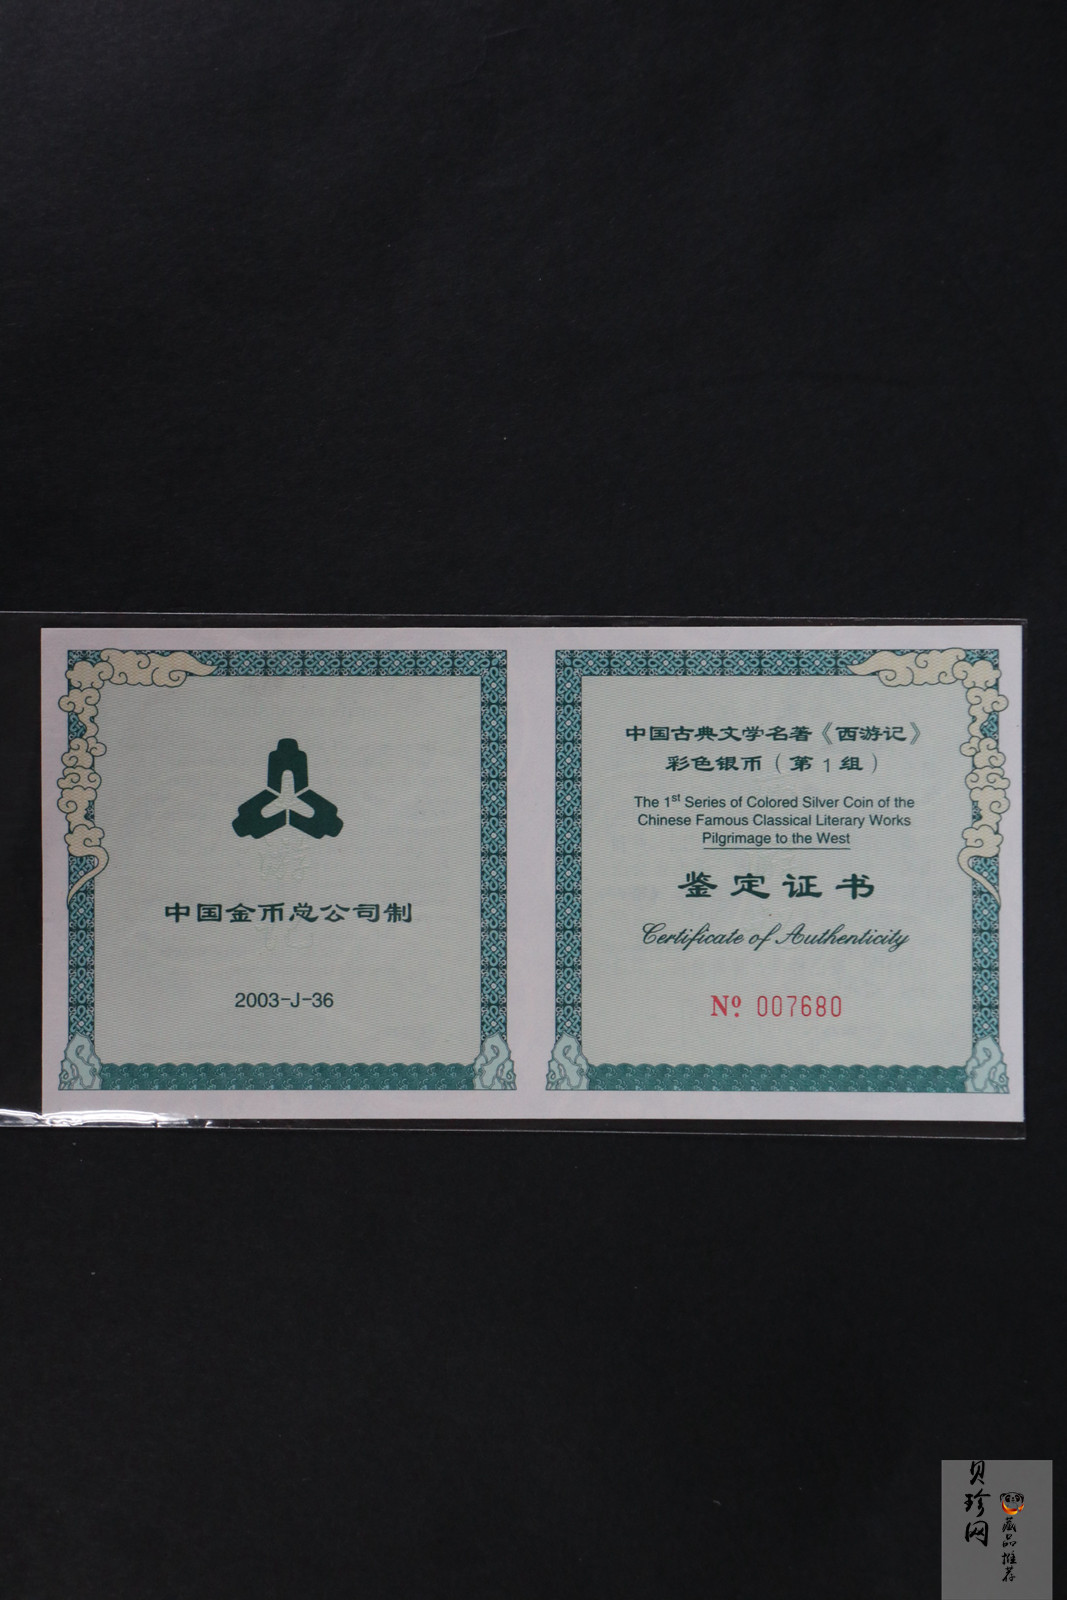 中国金币总公司制
2003-J-36
中国古典文学名著《西游记》
彩色银币（第1组）
The 1st Series of Colored Silver Coin of the
Chinese Famous Classical Literary Works
Pilgrimage to the West
鉴定证书
Certificate of Authenticity
No. 007680
贝珍网
藏品推荐